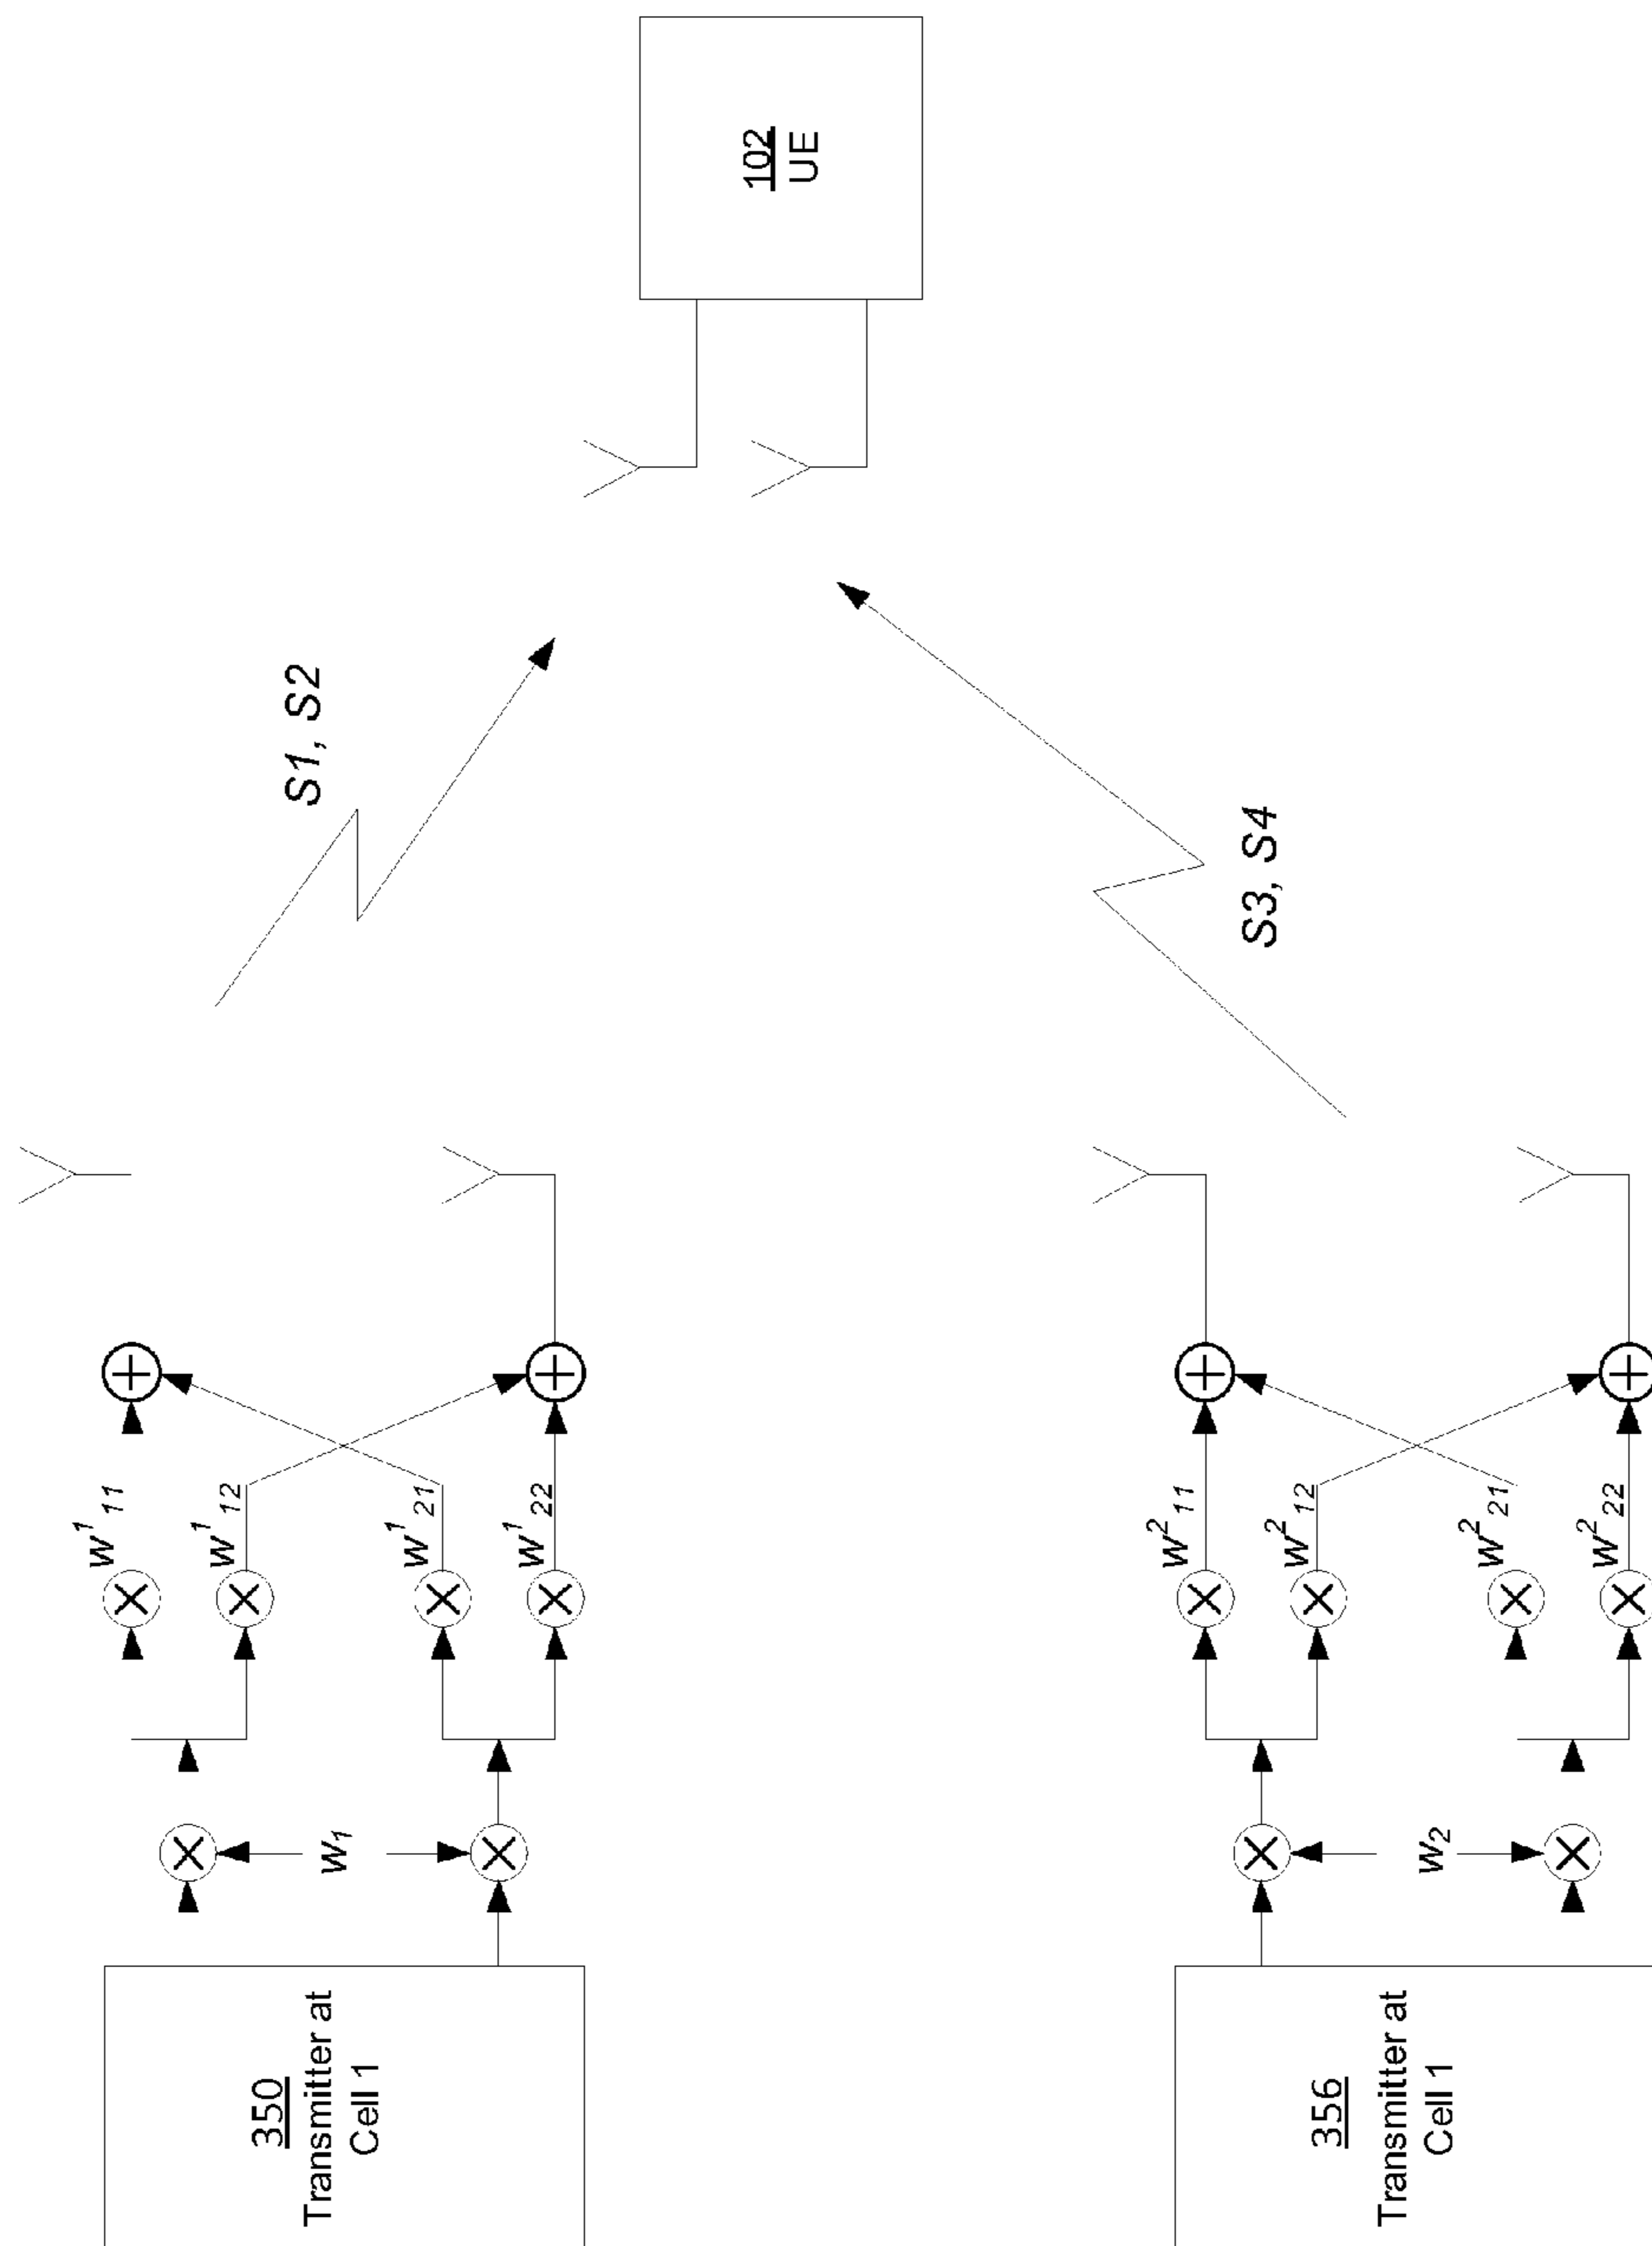 102
UE
S1, S2
S3, S4
w¹₁₁
w¹₁₂
w¹₂₁
w¹₂₂
w²₁₁
w²₁₂
w²₂₁
w²₂₂
w₁
w₂
350
Transmitter at
Cell 1
356
Transmitter at
Cell 1